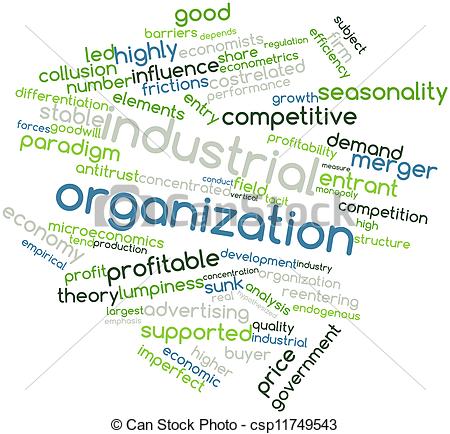 good
subject
barriers depends
led highly economists firm
efficiency
collusion influence share regulation
number frictions econometrics
costrelated seasonality
differentiation elements entry performance
growth competitive
stable industrial
forces goodwill
paradigm profitability demand
measure merger
antitrust concentrated conduct field tacit monopoly entrant
vertical
organization competition
high
economy microeconomics structure
tend production
empirical
profit profitable development industry
concentration organization
theory lumpiness sunk analysis reentering
real hypothesized endogenous
largest advertising
emphasis supported quality
industrial
imperfect economic higher buyer price government
© Can Stock Photo
© Can Stock Photo - csp11749543